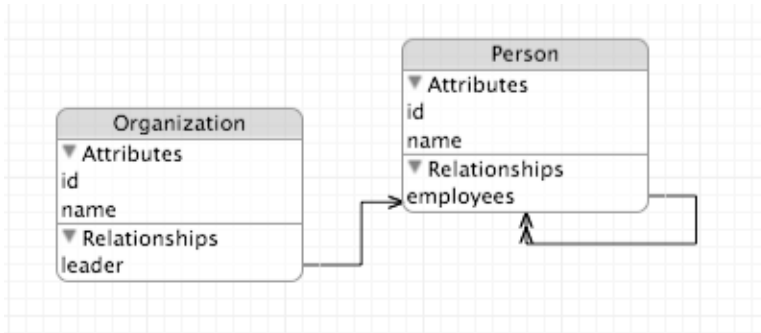 Organization
Attributes
id
name
Relationships
leader
Person
Attributes
id
name
Relationships
employees